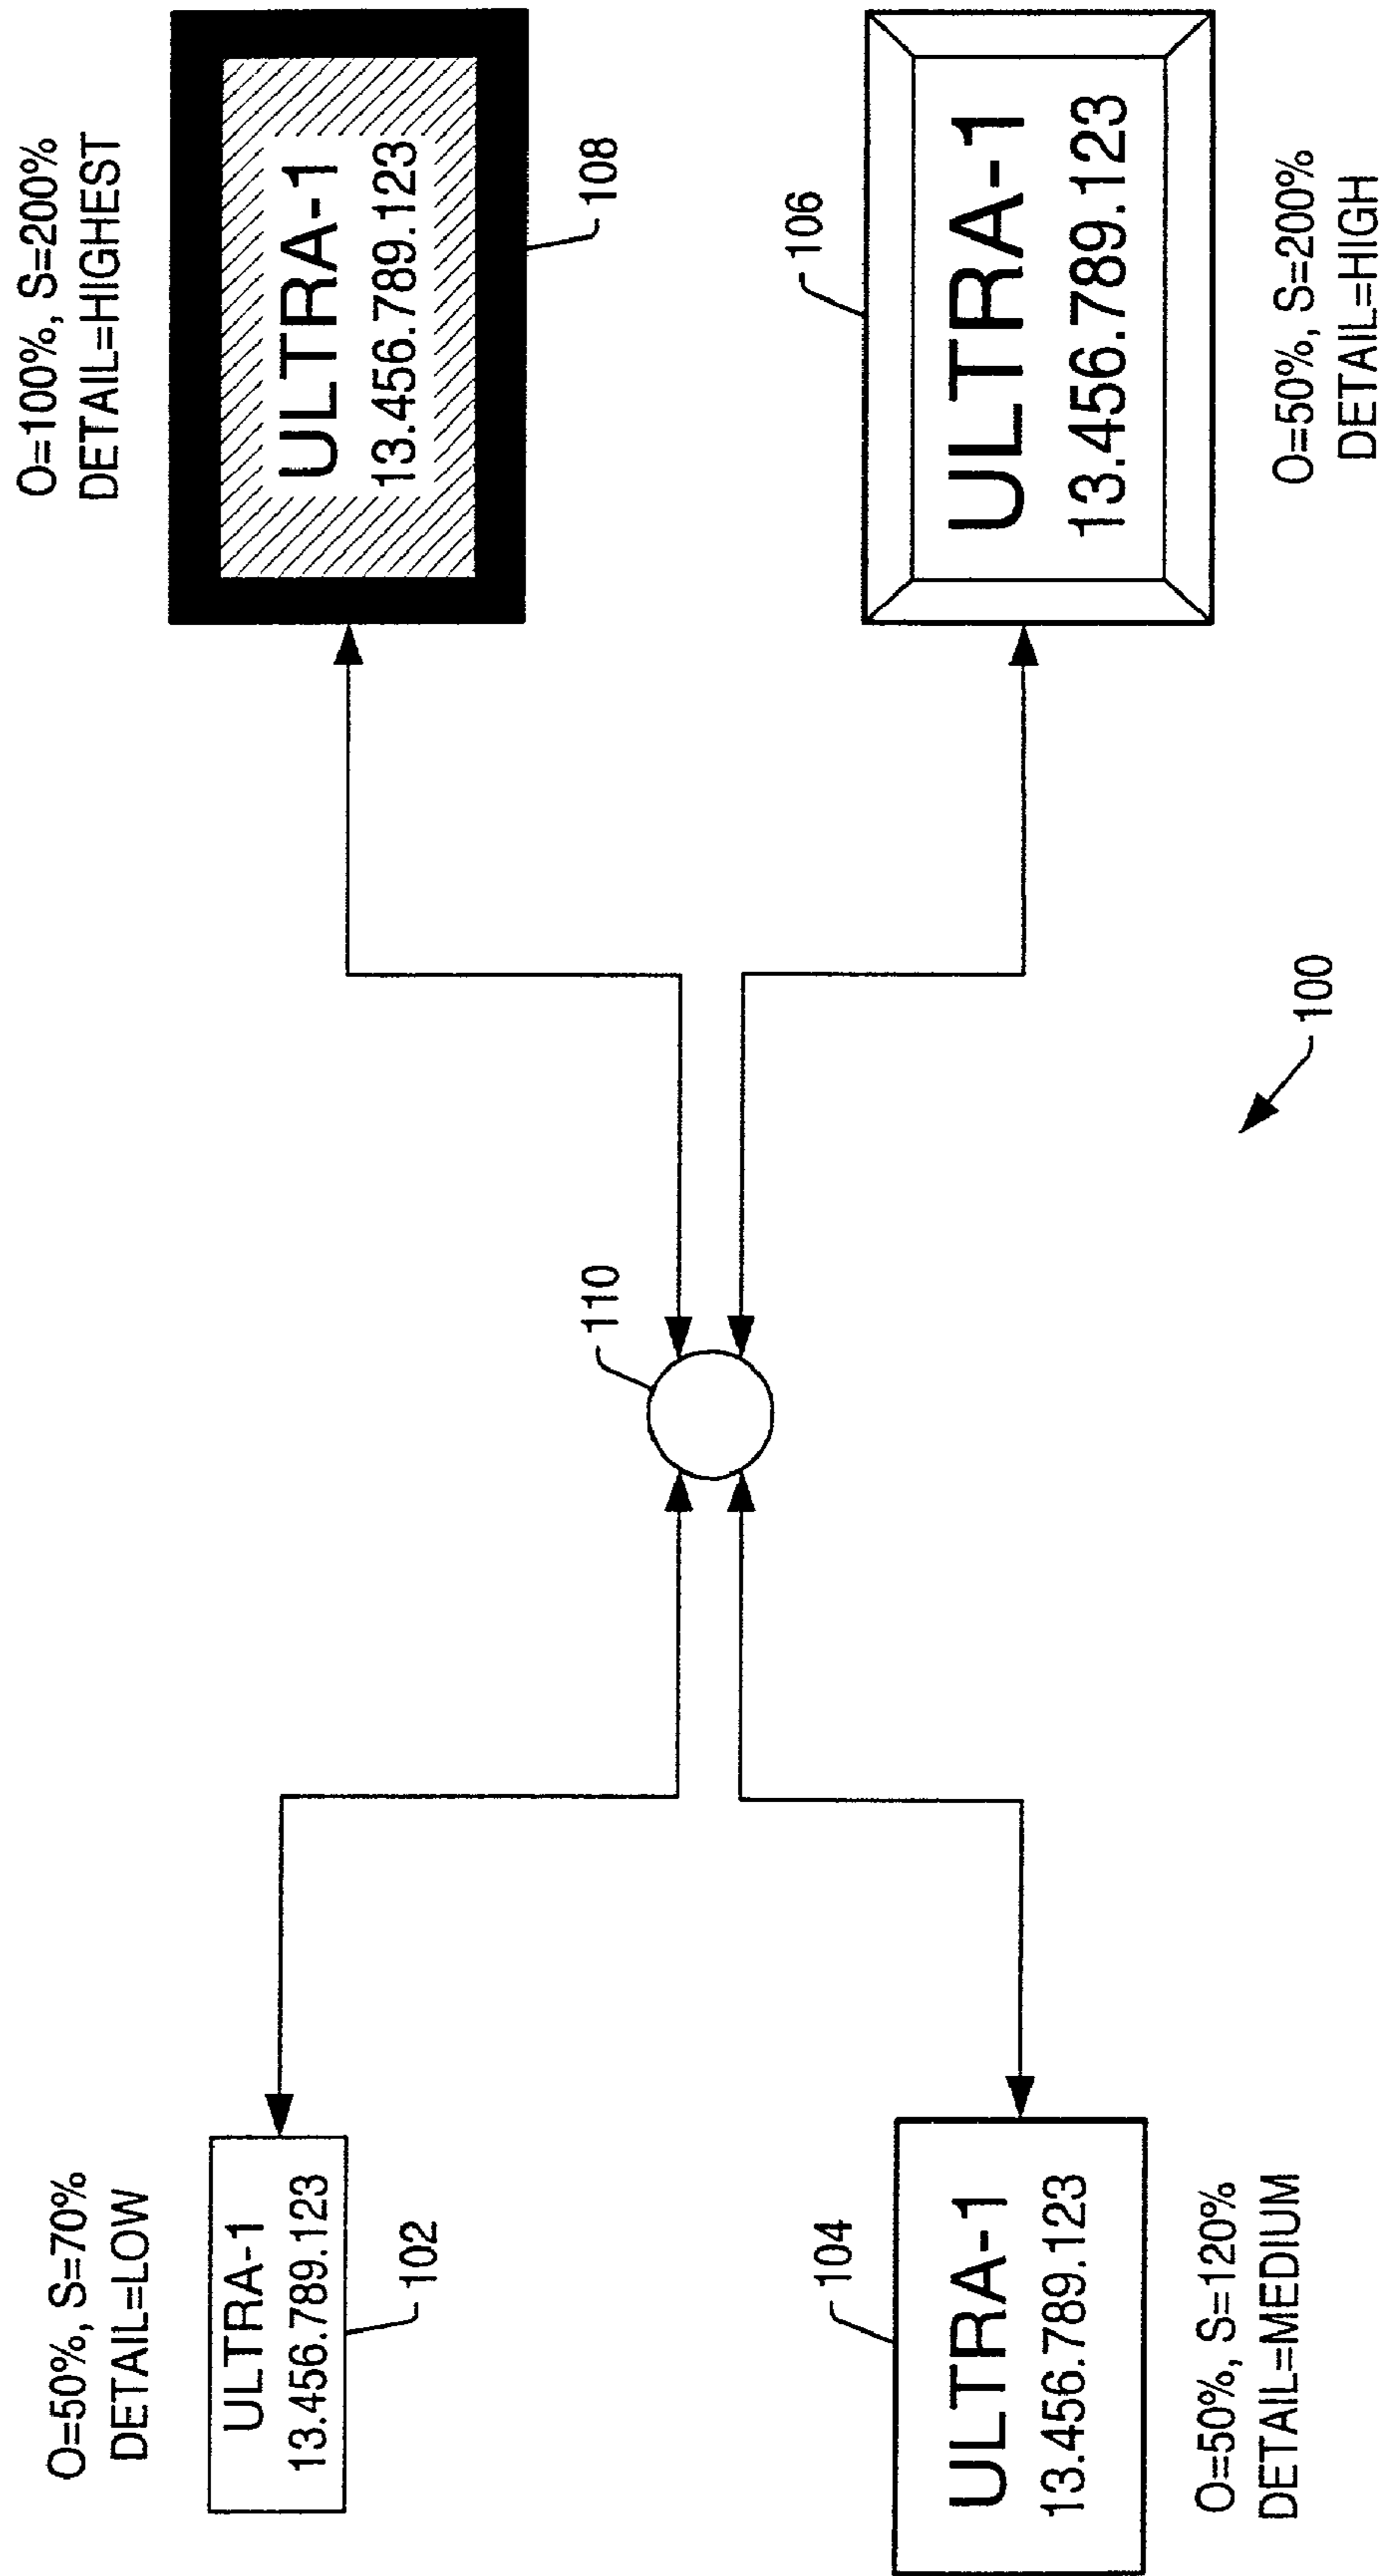 O=50%, S=70%
DETAIL=LOW
ULTRA-1
13.456.789.123
102
O=100%, S=200%
DETAIL=HIGHEST
ULTRA-1
13.456.789.123
108
110
104
ULTRA-1
13.456.789.123
O=50%, S=120%
DETAIL=MEDIUM
106
ULTRA-1
13.456.789.123
O=50%, S=200%
DETAIL=HIGH
100